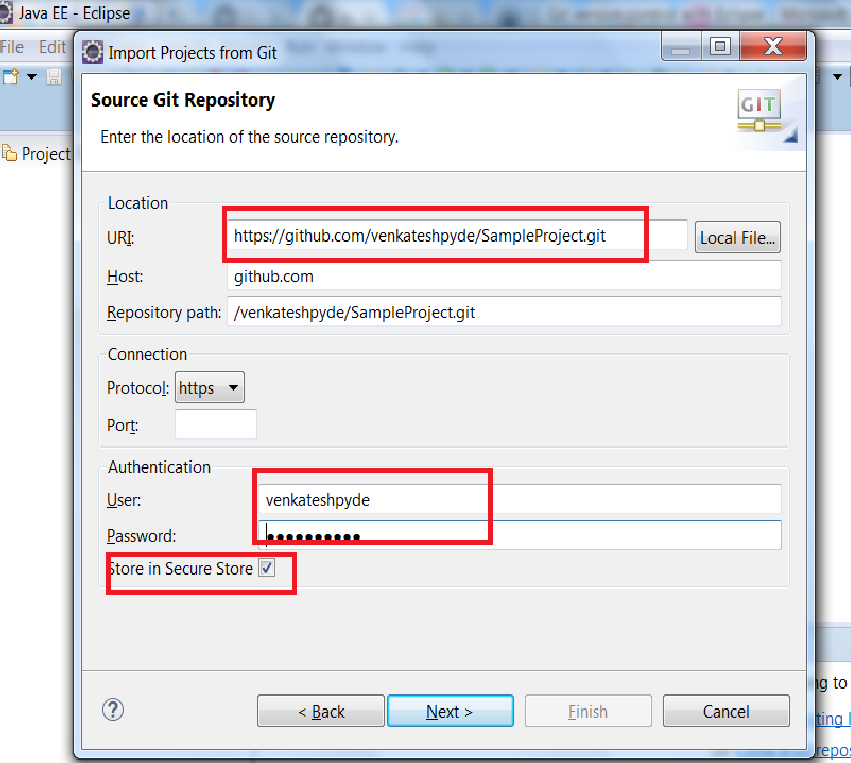 Java EE - Eclipse
File Edit
Import Projects from Git
Source Git Repository
GIT
Enter the location of the source repository.
Project
Location
URI: https://github.com/venkateshpyde/SampleProject.git Local File...
Host: github.com
Repository path: /venkateshpyde/SampleProject.git
Connection
Protocol: https
Port:
Authentication
User: venkateshpyde
Password: ●●●●●●●●●●
Store in Secure Store
ng to
ting
repos
< Back Next > Finish Cancel